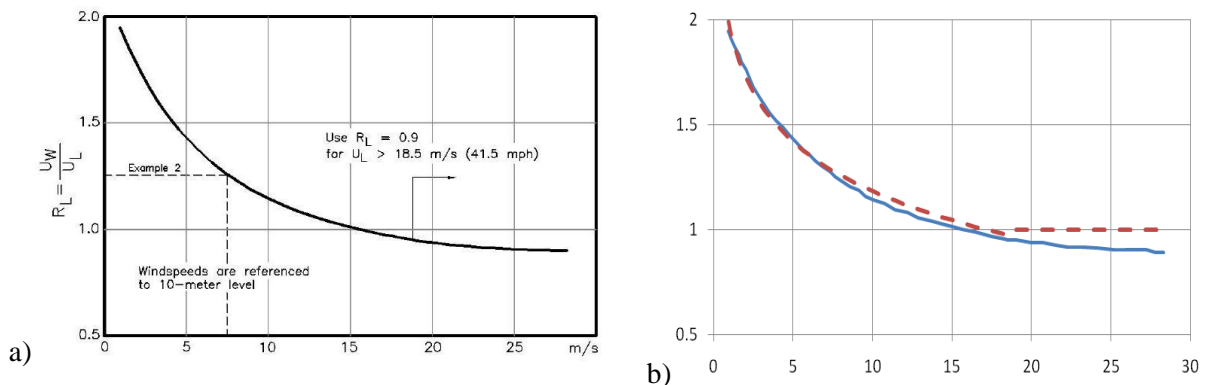 2.0
1.5
1.0
0.5
R_L = U_W / U_L
Example 2
Use R_L = 0.9
for U_L > 18.5 m/s (41.5 mph)
Windspeeds are referenced
to 10-meter level
0 5 10 15 20 25 m/s
a)
2
1.5
1
0.5
0 5 10 15 20 25 30
b)